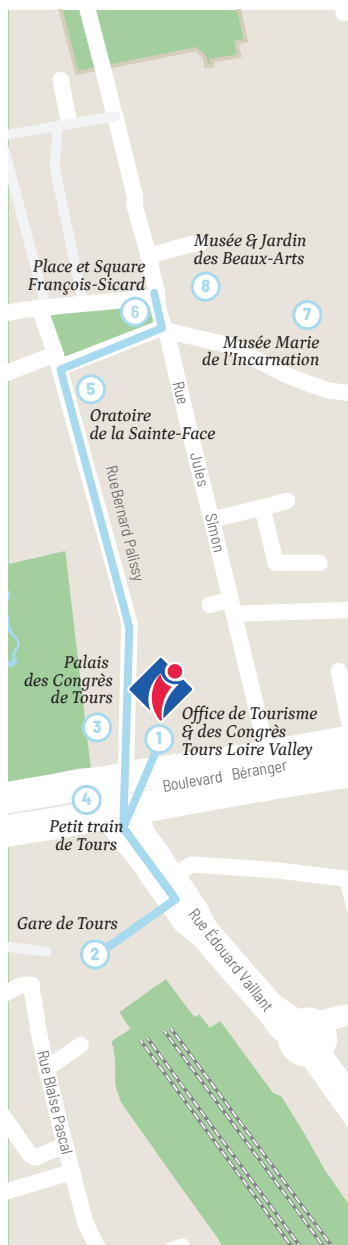 Musée & Jardin
des Beaux-Arts
8
Place et Square
François-Sicard
6
7
Musée Marie
de l'Incarnation
5
Oratoire
de la Sainte-Face
Rue Jules Simon
RueBernard Palissy
Palais
des Congrès
de Tours
3
Office de Tourisme
& des Congrès
Tours Loire Valley
1
Boulevard Béranger
4
Petit train
de Tours
Gare de Tours
2
Rue Édouard Vaillant
Rue Blaise Pascal